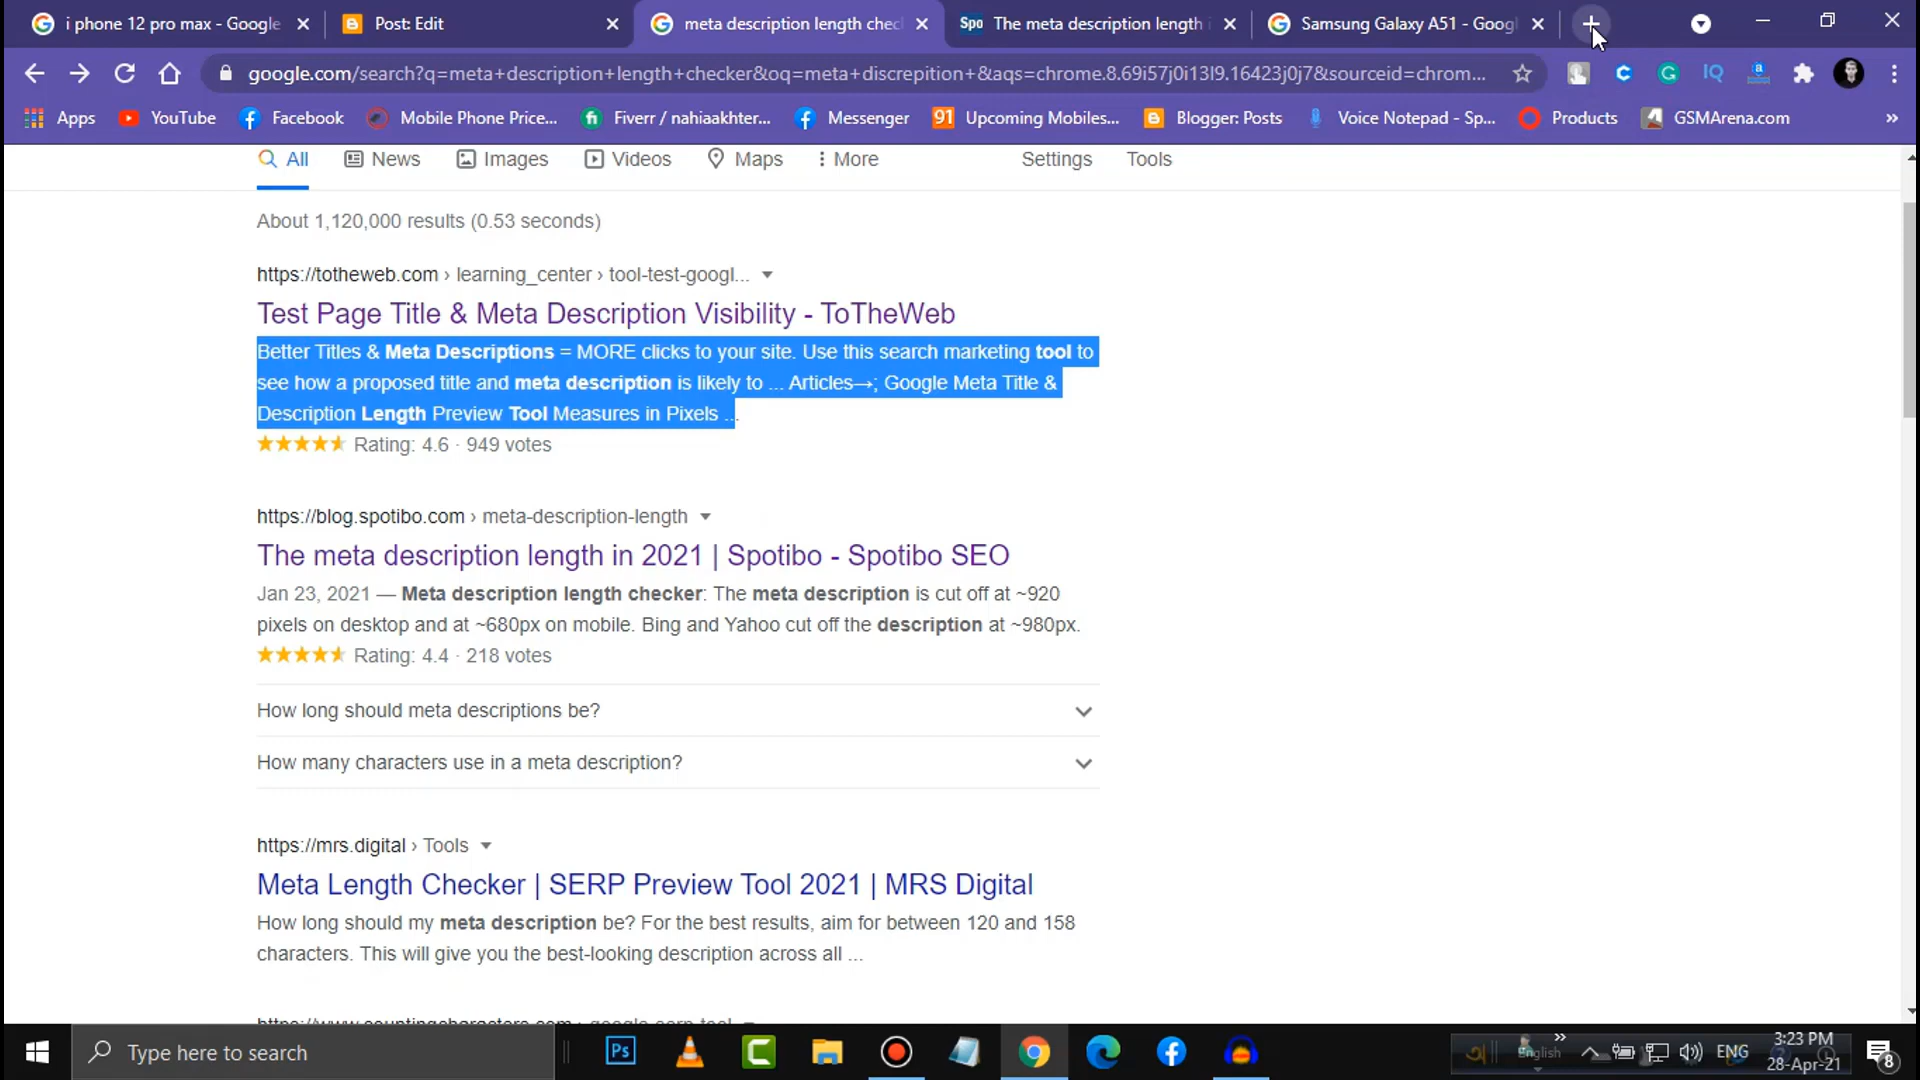 i phone 12 pro max - Google
Post: Edit
meta description length chec
Spo The meta description length i
Samsung Galaxy A51 - Googl
google.com/search?q=meta+description+length+checker&oq=meta+discrepition+&aqs=chrome.8.69i57j0i13l9.16423j0j7&sourceid=chrom...
Apps YouTube Facebook Mobile Phone Price... Fiverr / nahiaakhter... Messenger 91 Upcoming Mobiles... Blogger: Posts Voice Notepad - Sp... Products GSMArena.com »
All News Images Videos Maps More Settings Tools
About 1,120,000 results (0.53 seconds)
https://totheweb.com › learning_center › tool-test-googl...
Test Page Title & Meta Description Visibility - ToTheWeb
Better Titles & Meta Descriptions = MORE clicks to your site. Use this search marketing tool to
see how a proposed title and meta description is likely to ... Articles→; Google Meta Title &
Description Length Preview Tool Measures in Pixels ...
Rating: 4.6 · 949 votes
https://blog.spotibo.com › meta-description-length
The meta description length in 2021 | Spotibo - Spotibo SEO
Jan 23, 2021 — Meta description length checker: The meta description is cut off at ~920
pixels on desktop and at ~680px on mobile. Bing and Yahoo cut off the description at ~980px.
Rating: 4.4 · 218 votes
How long should meta descriptions be?
How many characters use in a meta description?
https://mrs.digital › Tools
Meta Length Checker | SERP Preview Tool 2021 | MRS Digital
How long should my meta description be? For the best results, aim for between 120 and 158
characters. This will give you the best-looking description across all ...
https://www.countingcharacters.com › google-serp-tool
Type here to search
Ps
English
ENG
3:23 PM
28-Apr-21
8